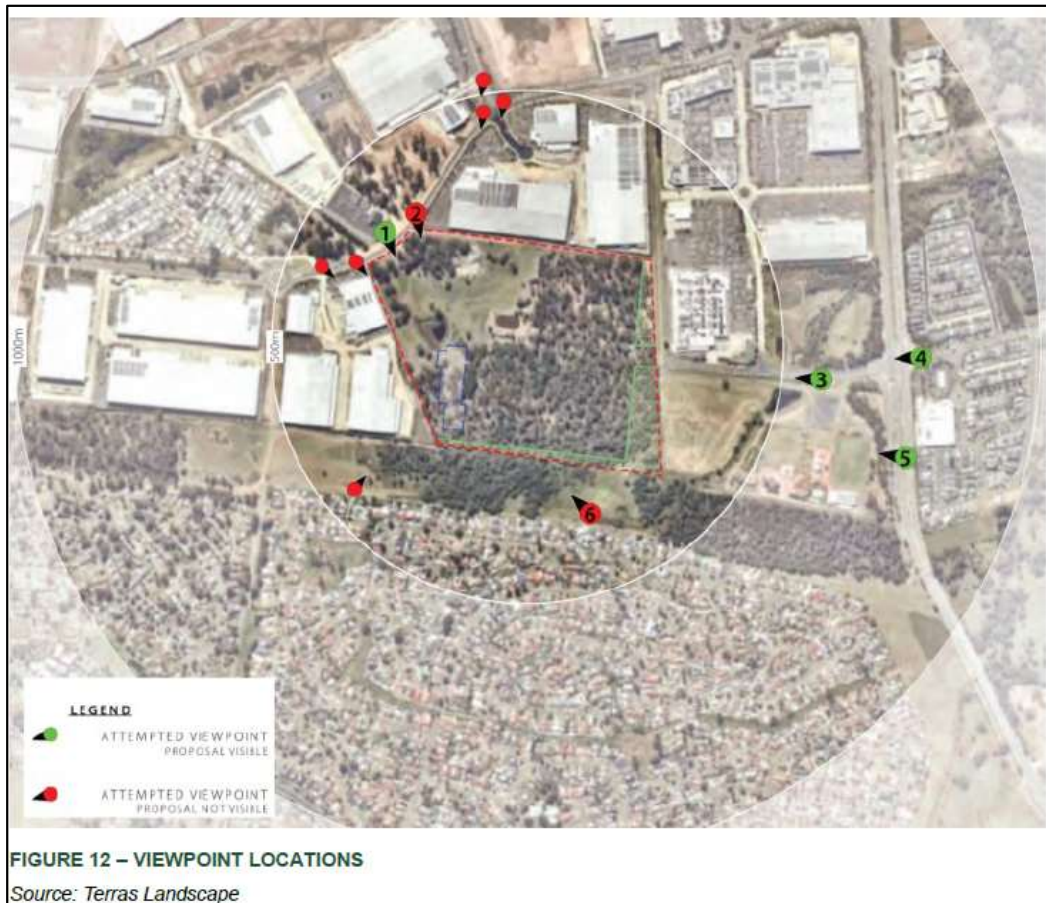 2
1
1000m
500m
4
3
5
6
LEGEND
ATTEMPTED VIEWPOINT
PROPOSAL VISIBLE
ATTEMPTED VIEWPOINT
PROPOSAL NOT VISIBLE
FIGURE 12 – VIEWPOINT LOCATIONS
Source: Terras Landscape